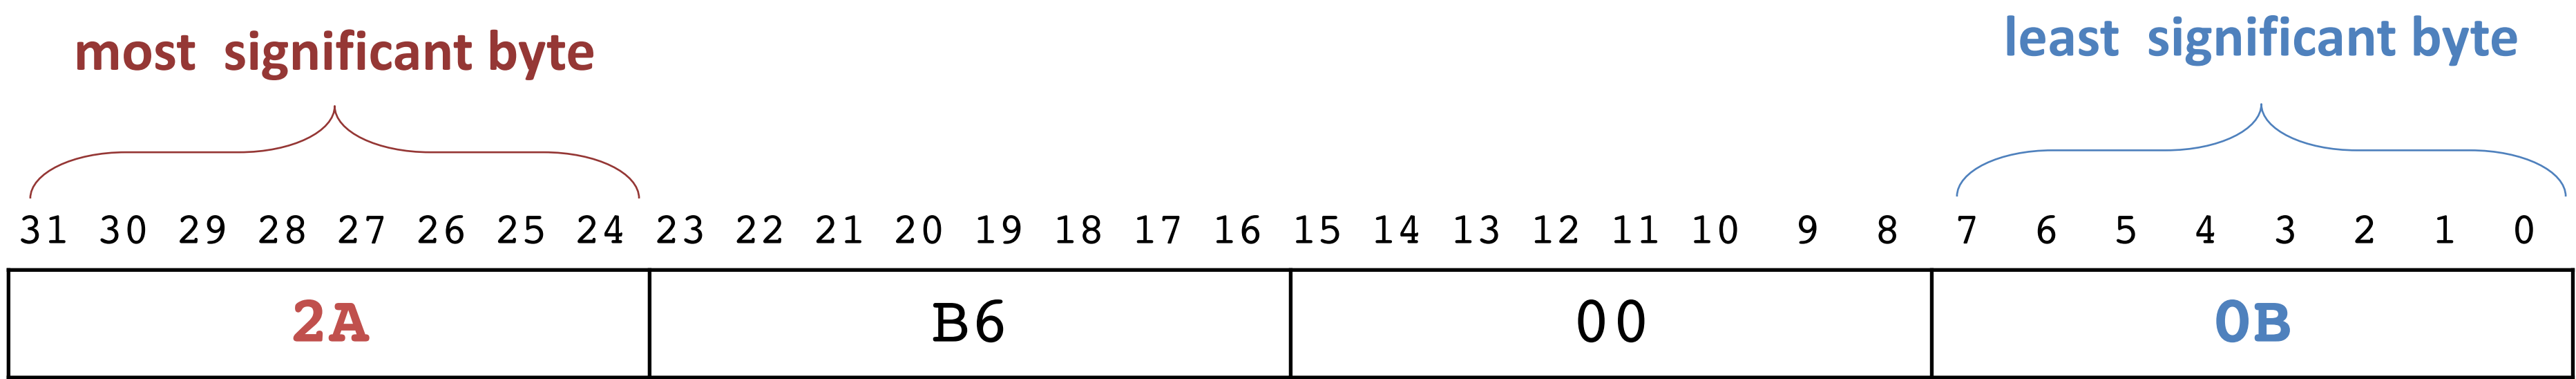 most significant byte
least significant byte
31 30 29 28 27 26 25 24 23 22 21 20 19 18 17 16 15 14 13 12 11 10 9 8 7 6 5 4 3 2 1 0
2A B6 00 0B